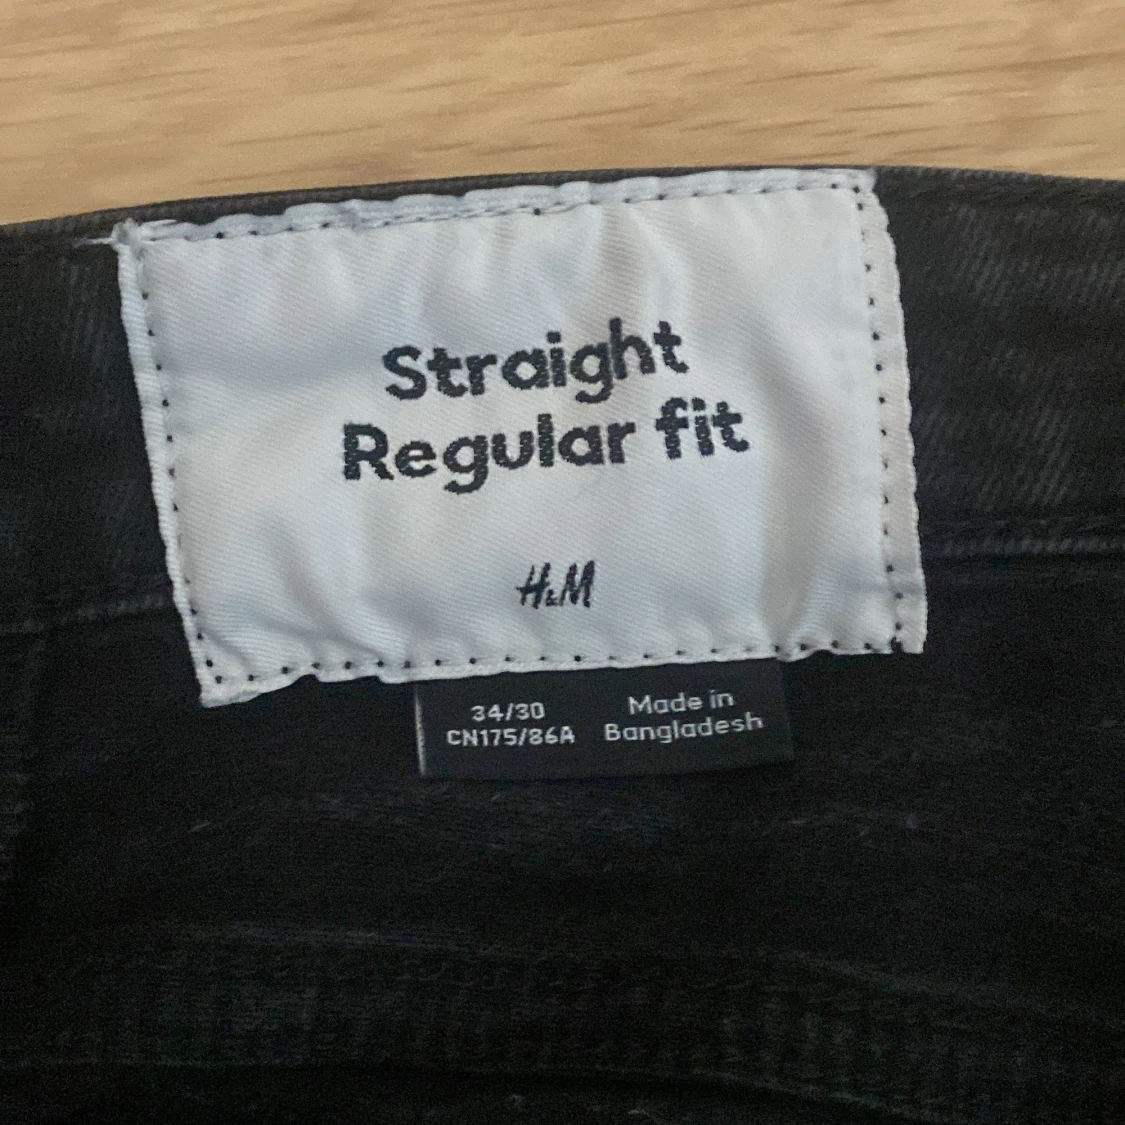 Straight
Regular fit
H&M
34/30
CN175/86A
Made in
Bangladesh